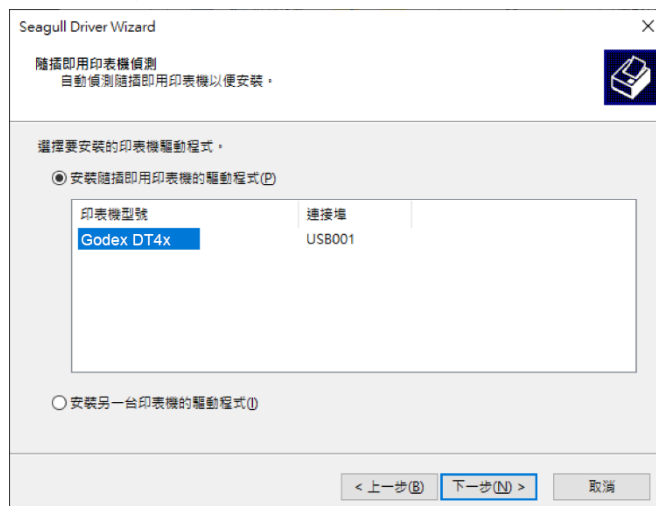 Seagull Driver Wizard
隨插即用印表機偵測
自動偵測隨插即用印表機以便安裝。
選擇要安裝的印表機驅動程式。
安裝隨插即用印表機的驅動程式(P)
印表機型號 連接埠
Godex DT4x USB001
安裝另一台印表機的驅動程式(I)
< 上一步(B) 下一步(N) > 取消